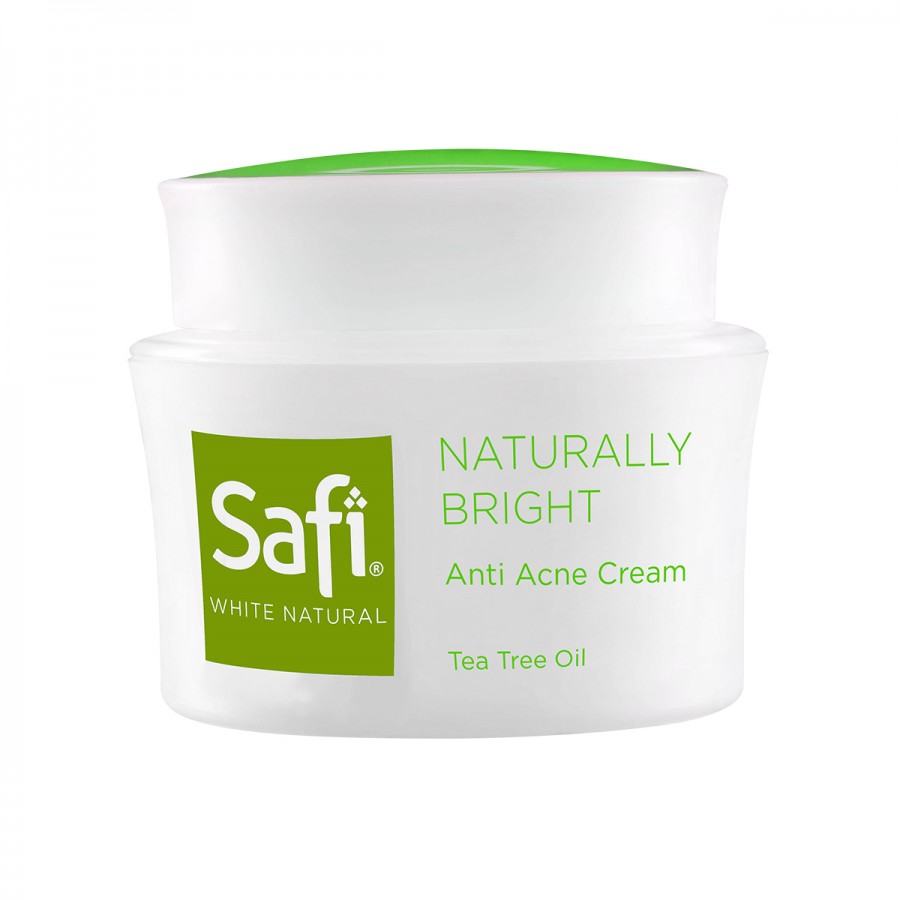 Safi®
WHITE NATURAL
NATURALLY
BRIGHT
Anti Acne Cream
Tea Tree Oil